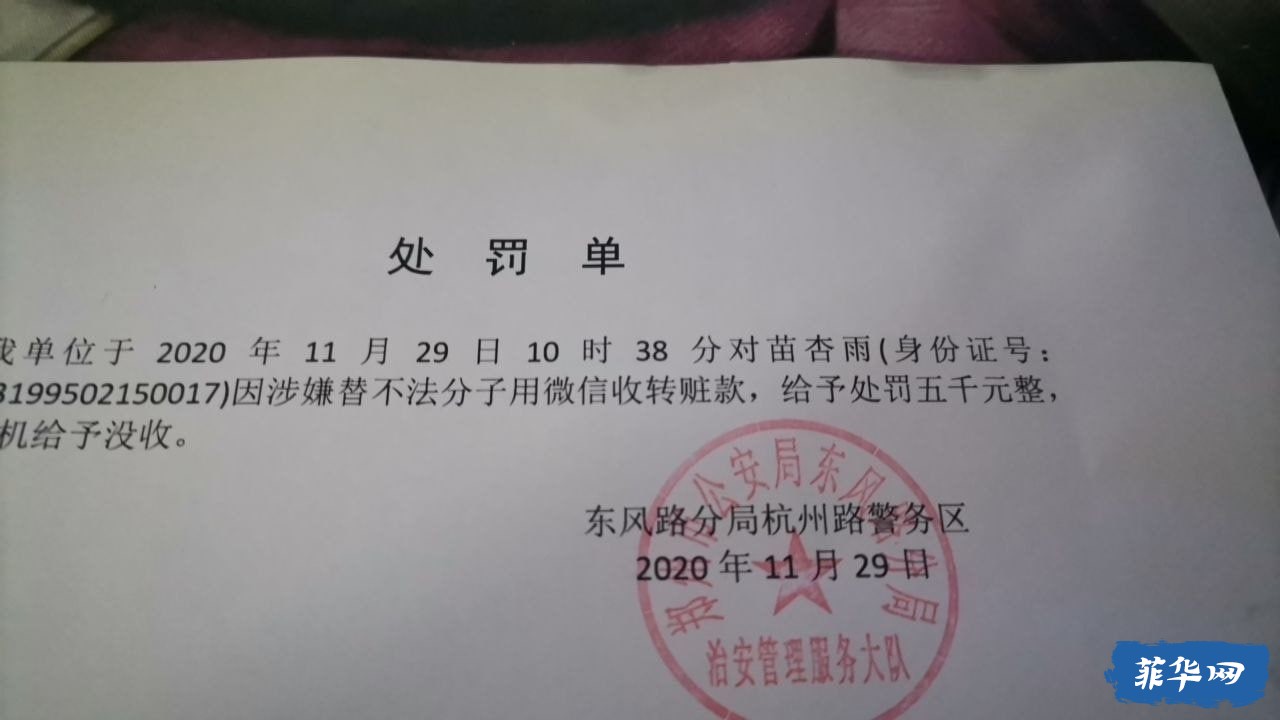 处 罚 单
我单位于 2020 年 11 月 29 日 10 时 38 分对苗杏雨(身份证号:
3199502150017)因涉嫌替不法分子用微信收转赃款，给予处罚五千元整，
机给予没收。
东风路分局杭州路警务区
2020 年 11 月 29 日
公安局东风路分局
治安管理服务大队
菲华网